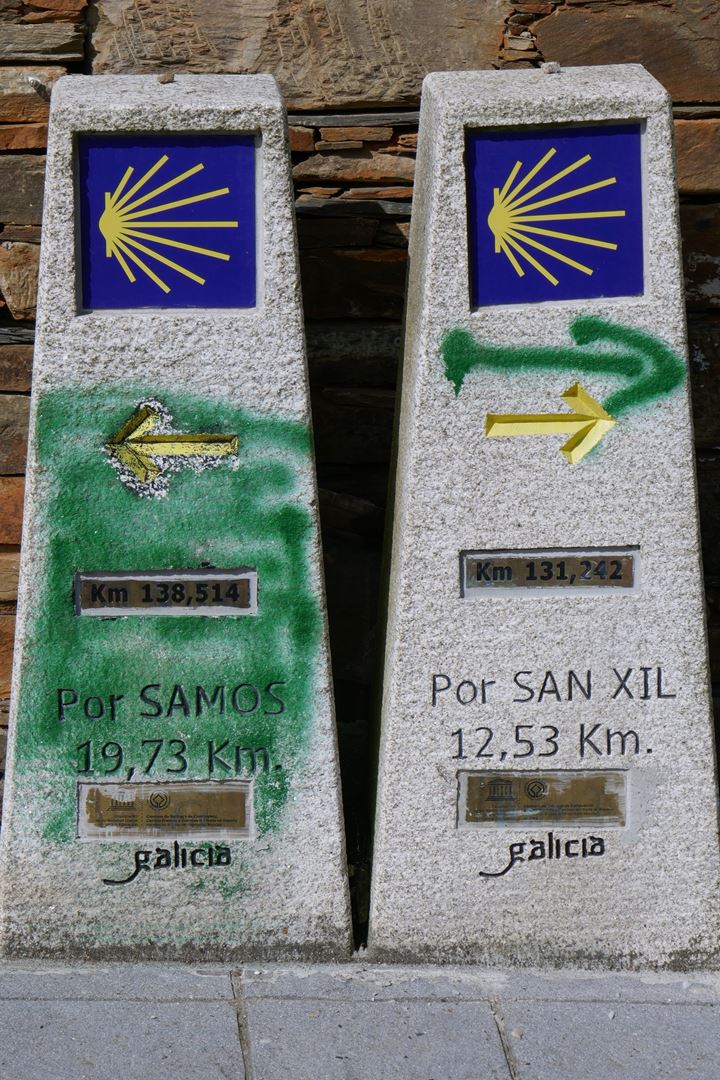 Km 138,514
Por SAMOS
19,73 Km.
galicia
Km 131,242
Por SAN XIL
12,53 Km.
galicia